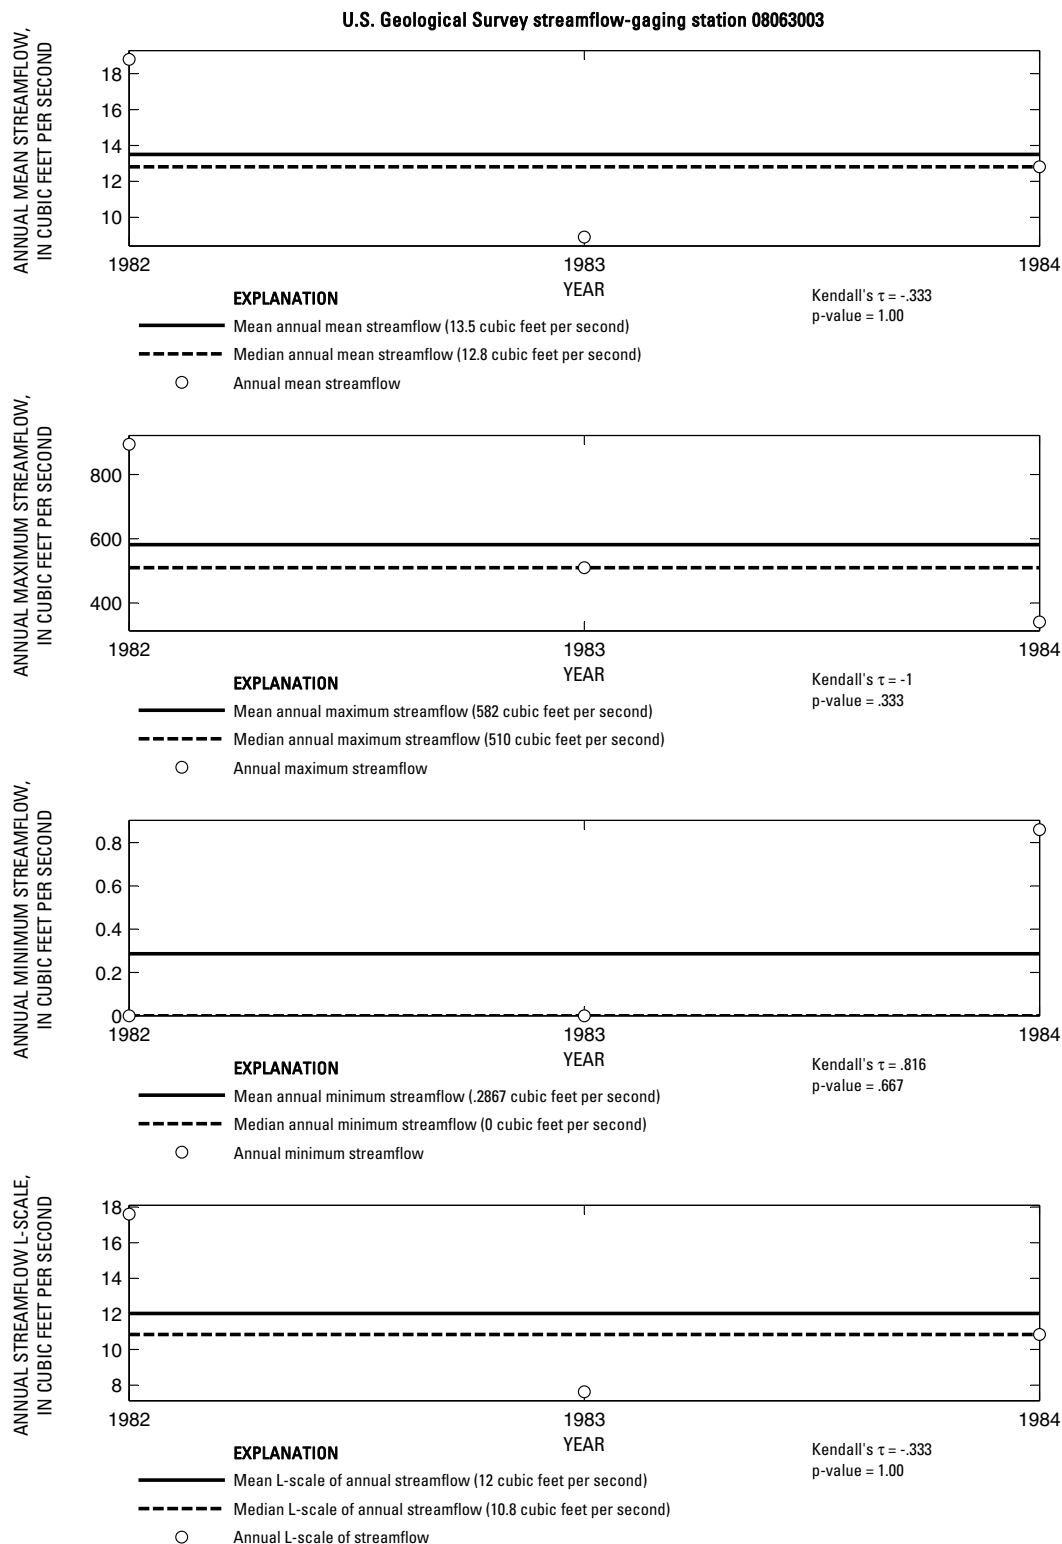 U.S. Geological Survey streamflow-gaging station 08063003
ANNUAL MEAN STREAMFLOW,
IN CUBIC FEET PER SECOND
18
16
14
12
10
1982
1983
1984
YEAR
EXPLANATION
Mean annual mean streamflow (13.5 cubic feet per second)
Median annual mean streamflow (12.8 cubic feet per second)
Annual mean streamflow
Kendall's τ = -.333
p-value = 1.00
ANNUAL MAXIMUM STREAMFLOW,
IN CUBIC FEET PER SECOND
800
600
400
1982
1983
1984
YEAR
EXPLANATION
Mean annual maximum streamflow (582 cubic feet per second)
Median annual maximum streamflow (510 cubic feet per second)
Annual maximum streamflow
Kendall's τ = -1
p-value = .333
ANNUAL MINIMUM STREAMFLOW,
IN CUBIC FEET PER SECOND
0.8
0.6
0.4
0.2
0
1982
1983
1984
YEAR
EXPLANATION
Mean annual minimum streamflow (.2867 cubic feet per second)
Median annual minimum streamflow (0 cubic feet per second)
Annual minimum streamflow
Kendall's τ = .816
p-value = .667
ANNUAL STREAMFLOW L-SCALE,
IN CUBIC FEET PER SECOND
18
16
14
12
10
8
1982
1983
1984
YEAR
EXPLANATION
Mean L-scale of annual streamflow (12 cubic feet per second)
Median L-scale of annual streamflow (10.8 cubic feet per second)
Annual L-scale of streamflow
Kendall's τ = -.333
p-value = 1.00